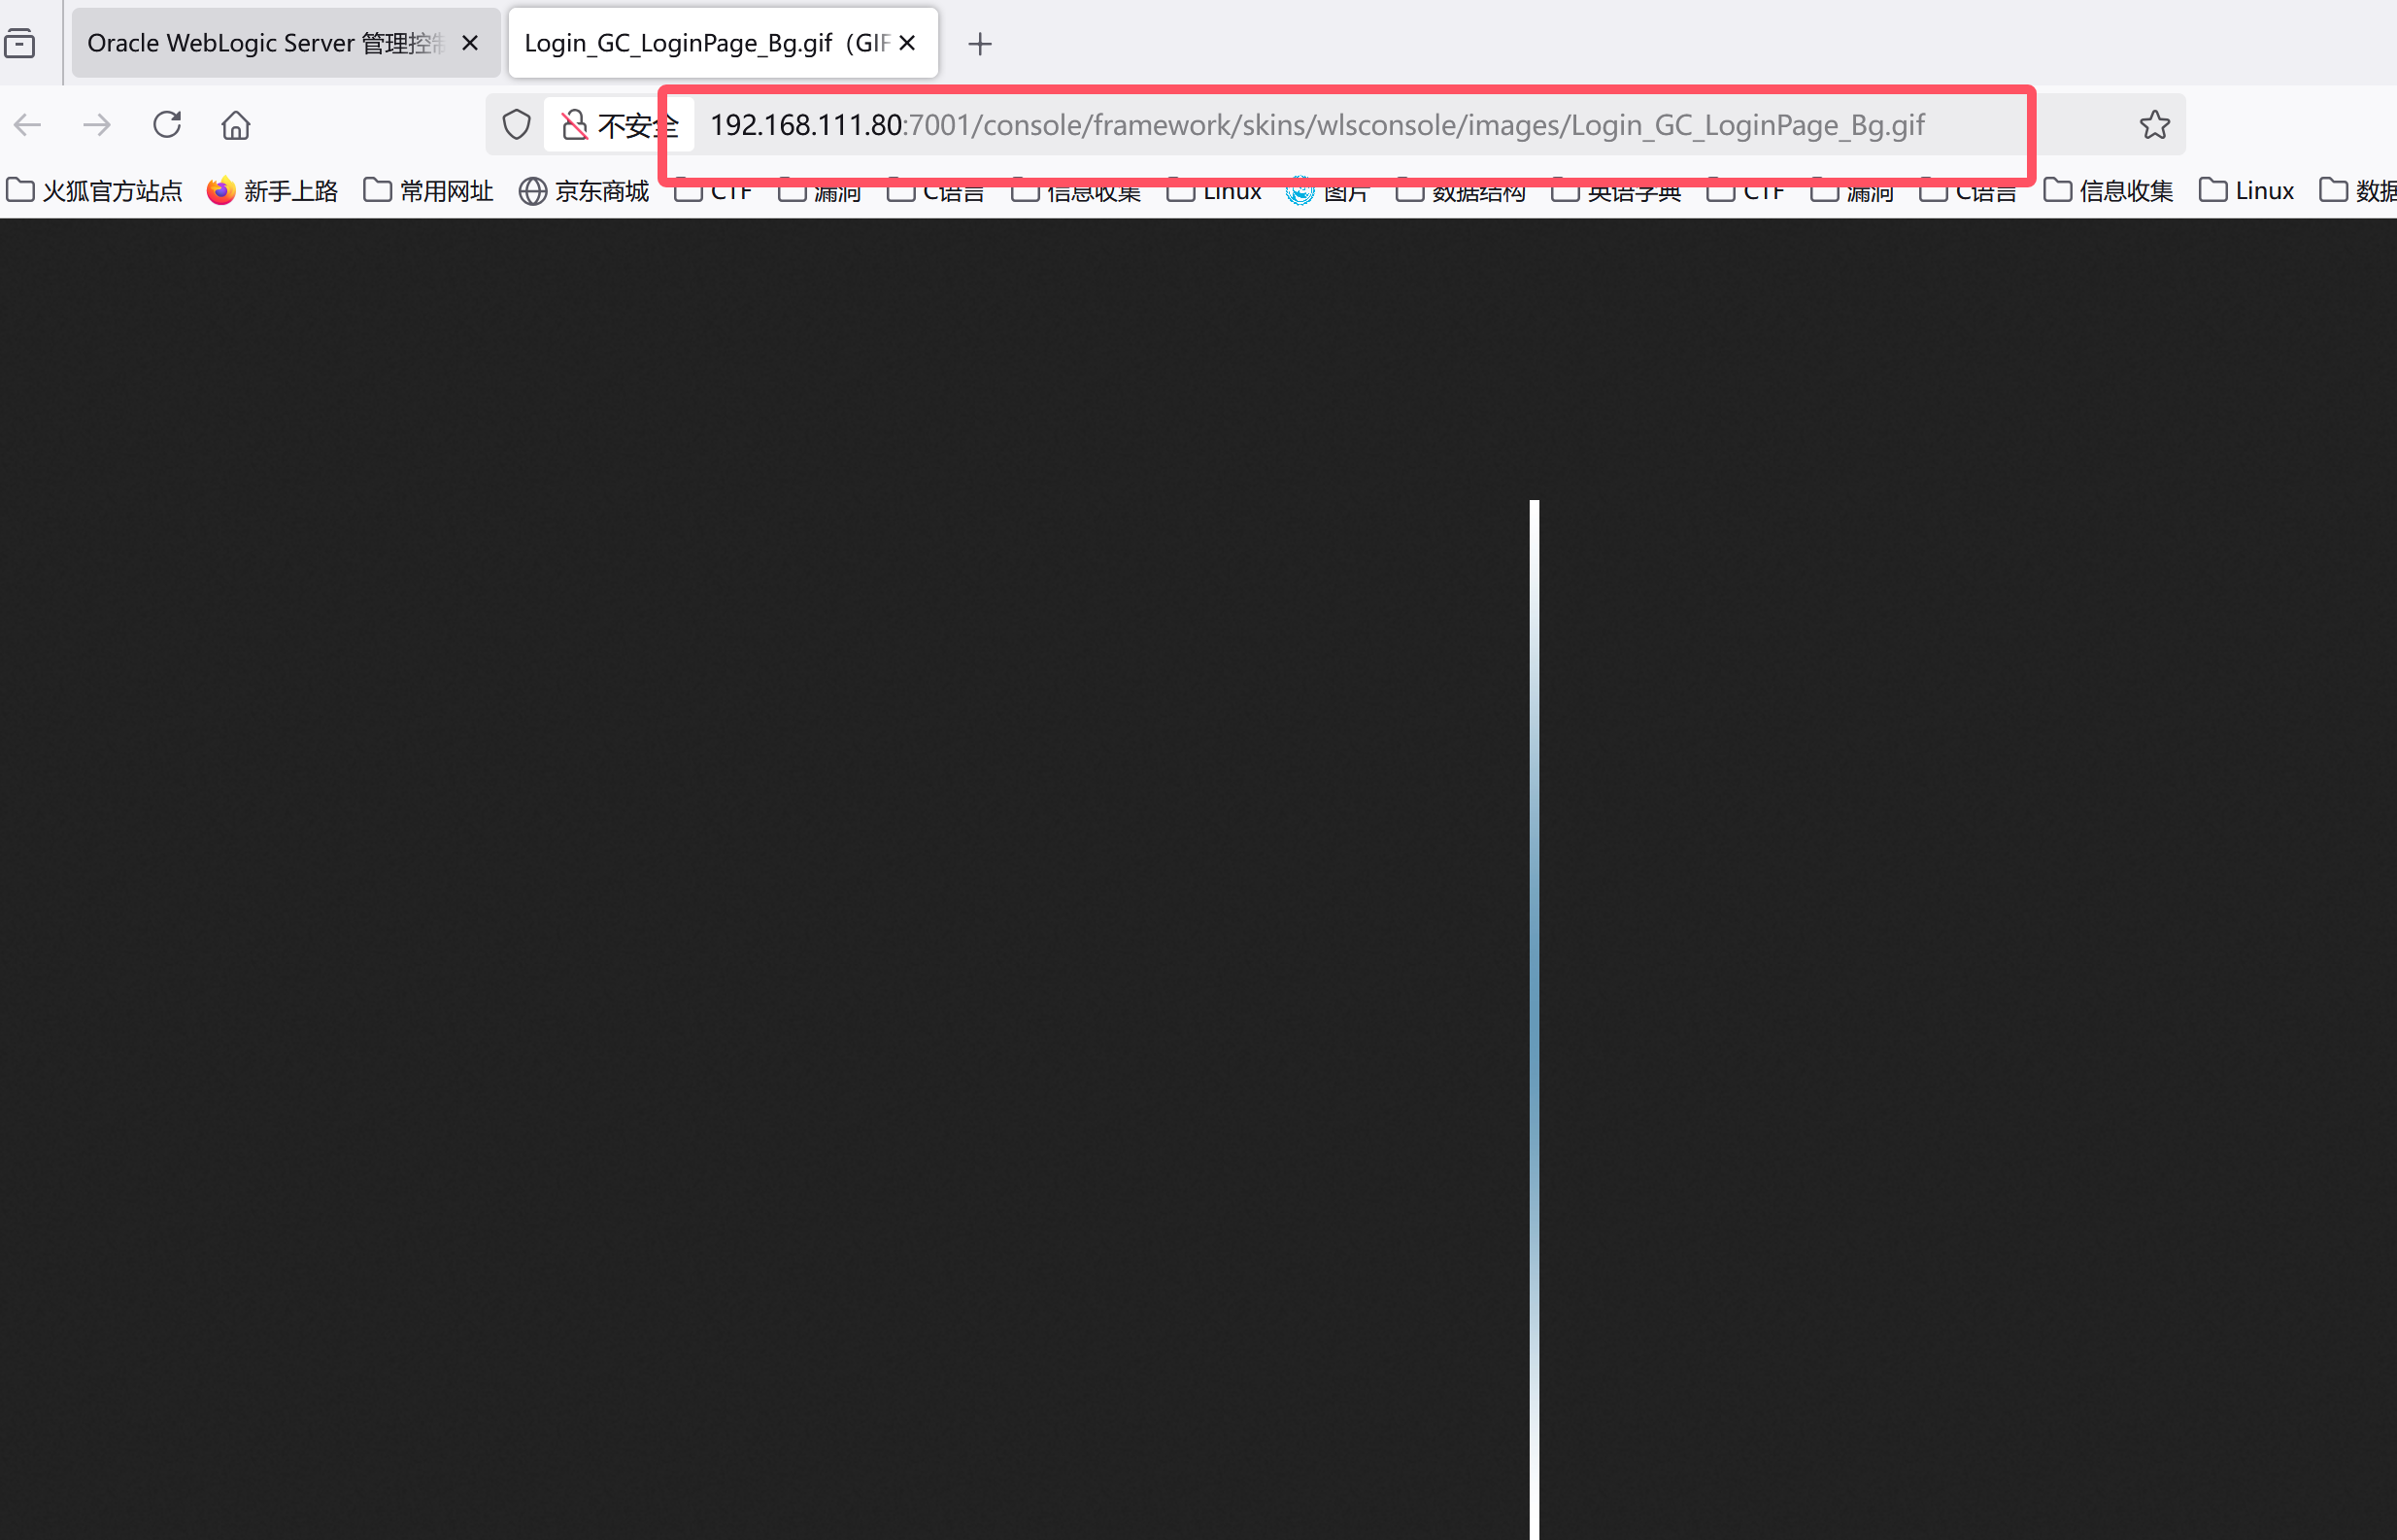 Oracle WebLogic Server 管理控制
Login_GC_LoginPage_Bg.gif（GIF
不安全 192.168.111.80:7001/console/framework/skins/wlsconsole/images/Login_GC_LoginPage_Bg.gif
火狐官方站点 新手上路 常用网址 京东商城 CTF 漏洞 C语言 信息收集 Linux 图片 数据结构 英语字典 CTF 漏洞 C语言 信息收集 Linux 数据